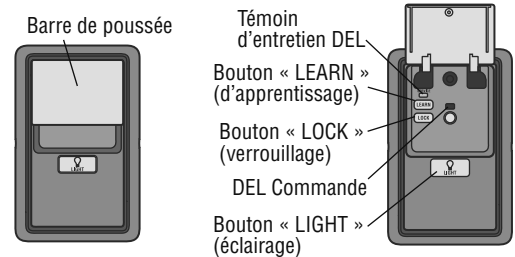 Barre de poussée
LIGHT
Témoin
d'entretien DEL
Bouton « LEARN »
(d'apprentissage)
Bouton « LOCK »
(verrouillage)
DEL Commande
Bouton « LIGHT »
(éclairage)
LEARN
LOCK
LIGHT